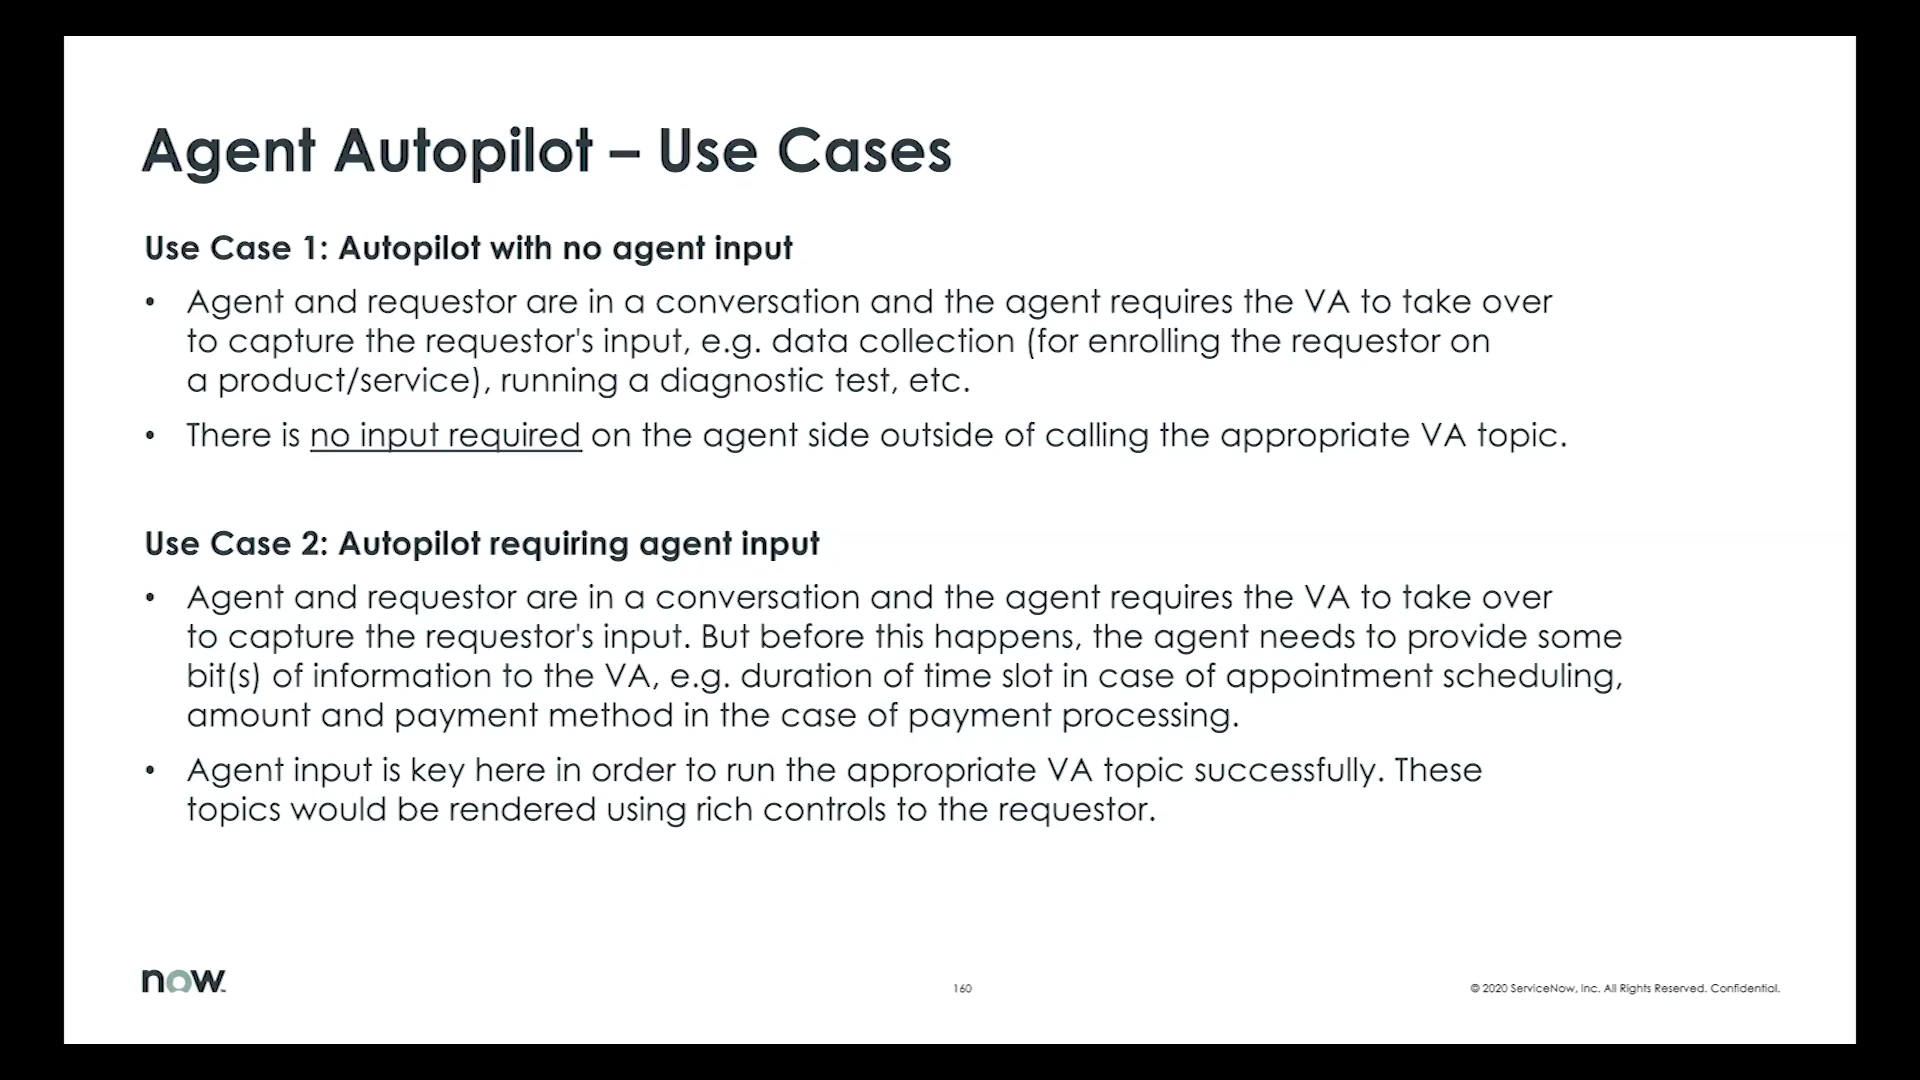 Agent Autopilot – Use Cases
Use Case 1: Autopilot with no agent input
• Agent and requestor are in a conversation and the agent requires the VA to take over
to capture the requestor's input, e.g. data collection (for enrolling the requestor on
a product/service), running a diagnostic test, etc.
• There is no input required on the agent side outside of calling the appropriate VA topic.
Use Case 2: Autopilot requiring agent input
• Agent and requestor are in a conversation and the agent requires the VA to take over
to capture the requestor's input. But before this happens, the agent needs to provide some
bit(s) of information to the VA, e.g. duration of time slot in case of appointment scheduling,
amount and payment method in the case of payment processing.
• Agent input is key here in order to run the appropriate VA topic successfully. These
topics would be rendered using rich controls to the requestor.
now
160
© 2020 ServiceNow, Inc. All Rights Reserved. Confidential.